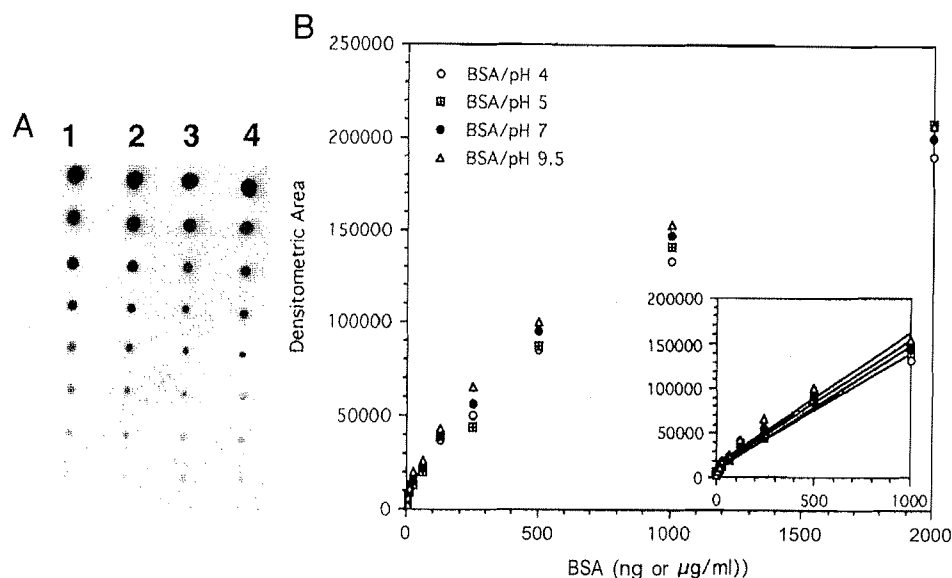 A
1 2 3 4
B
250000
200000
150000
100000
50000
0
Densitometric Area
BSA/pH 4
BSA/pH 5
BSA/pH 7
BSA/pH 9.5
200000
150000
100000
50000
0
0 500 1000
0 500 1000 1500 2000
BSA (ng or µg/ml))